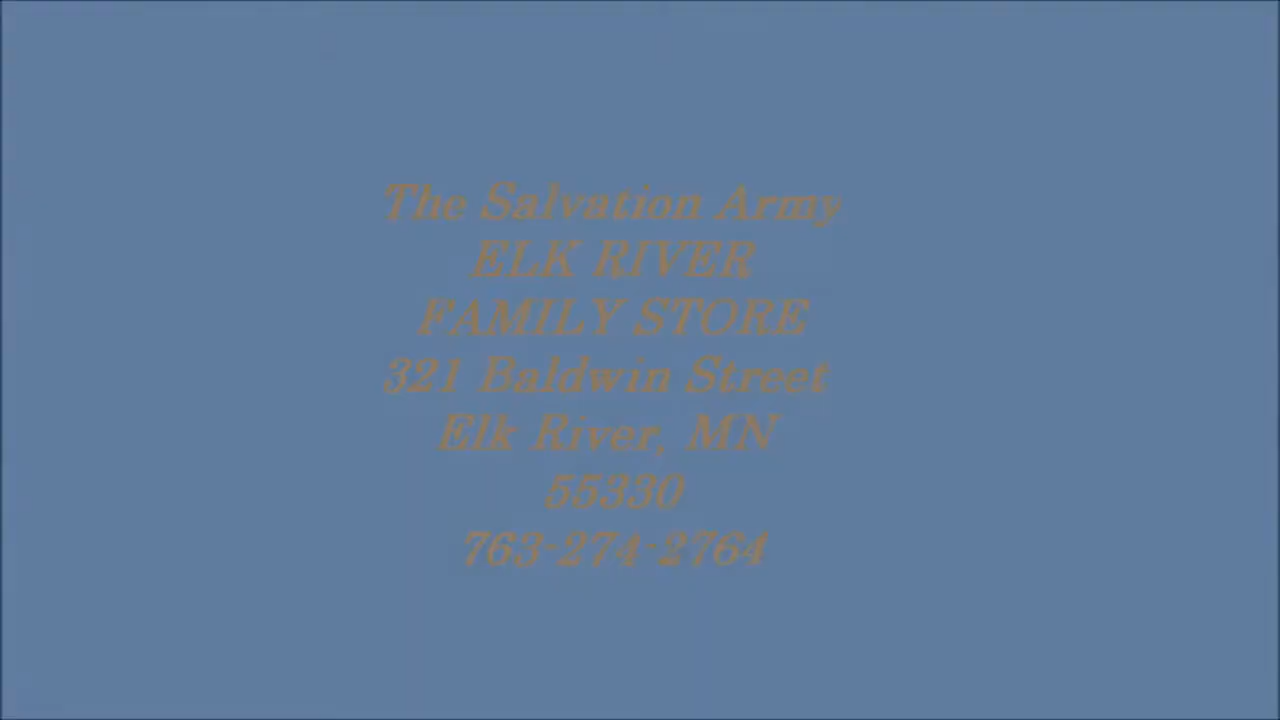 The Salvation Army
ELK RIVER
FAMILY STORE
321 Baldwin Street
Elk River, MN
55330
763-274-2764